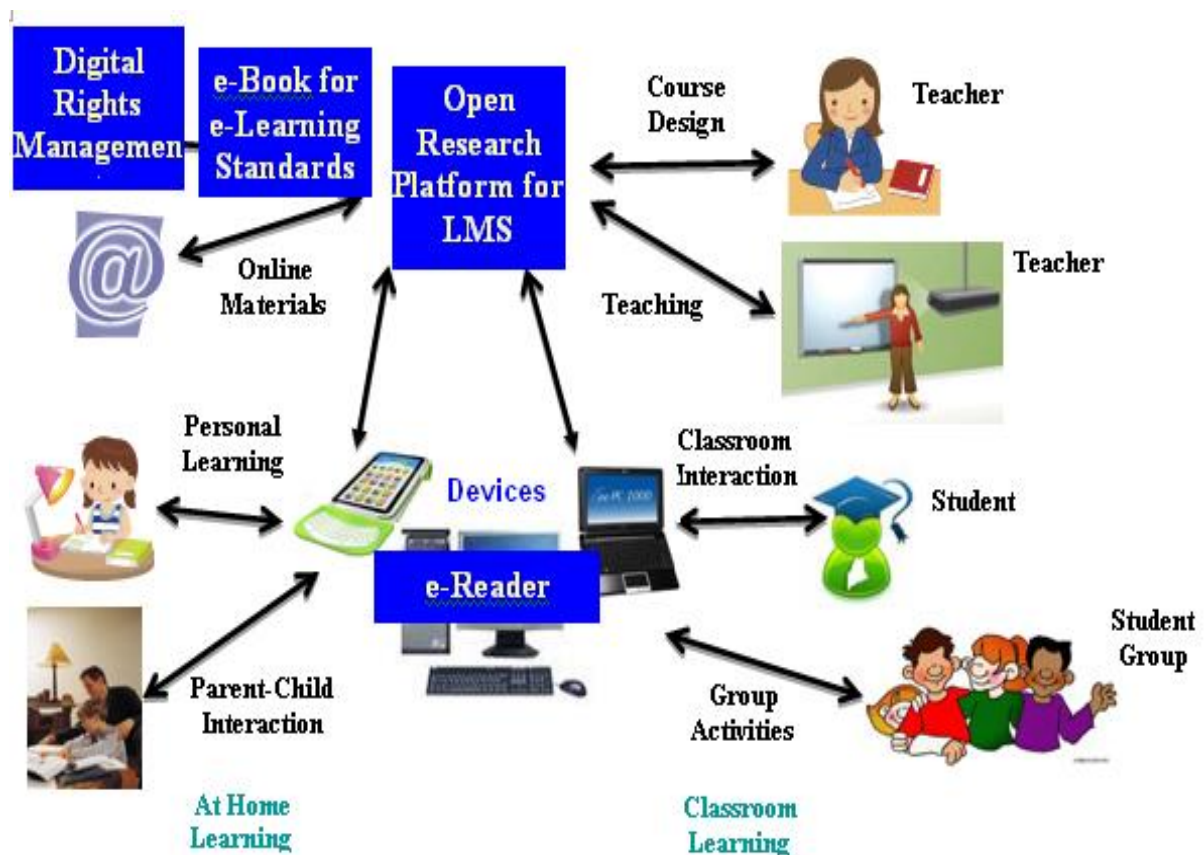 Digital
Rights
Managemen
e-Book for
e-Learning
Standards
Open
Research
Platform for
LMS
Course
Design
Teacher
@
Online
Materials
Teaching
Teacher
Personal
Learning
Devices
Classroom
Interaction
Student
e-Reader
Parent-Child
Interaction
Group
Activities
Student
Group
At Home
Learning
Classroom
Learning